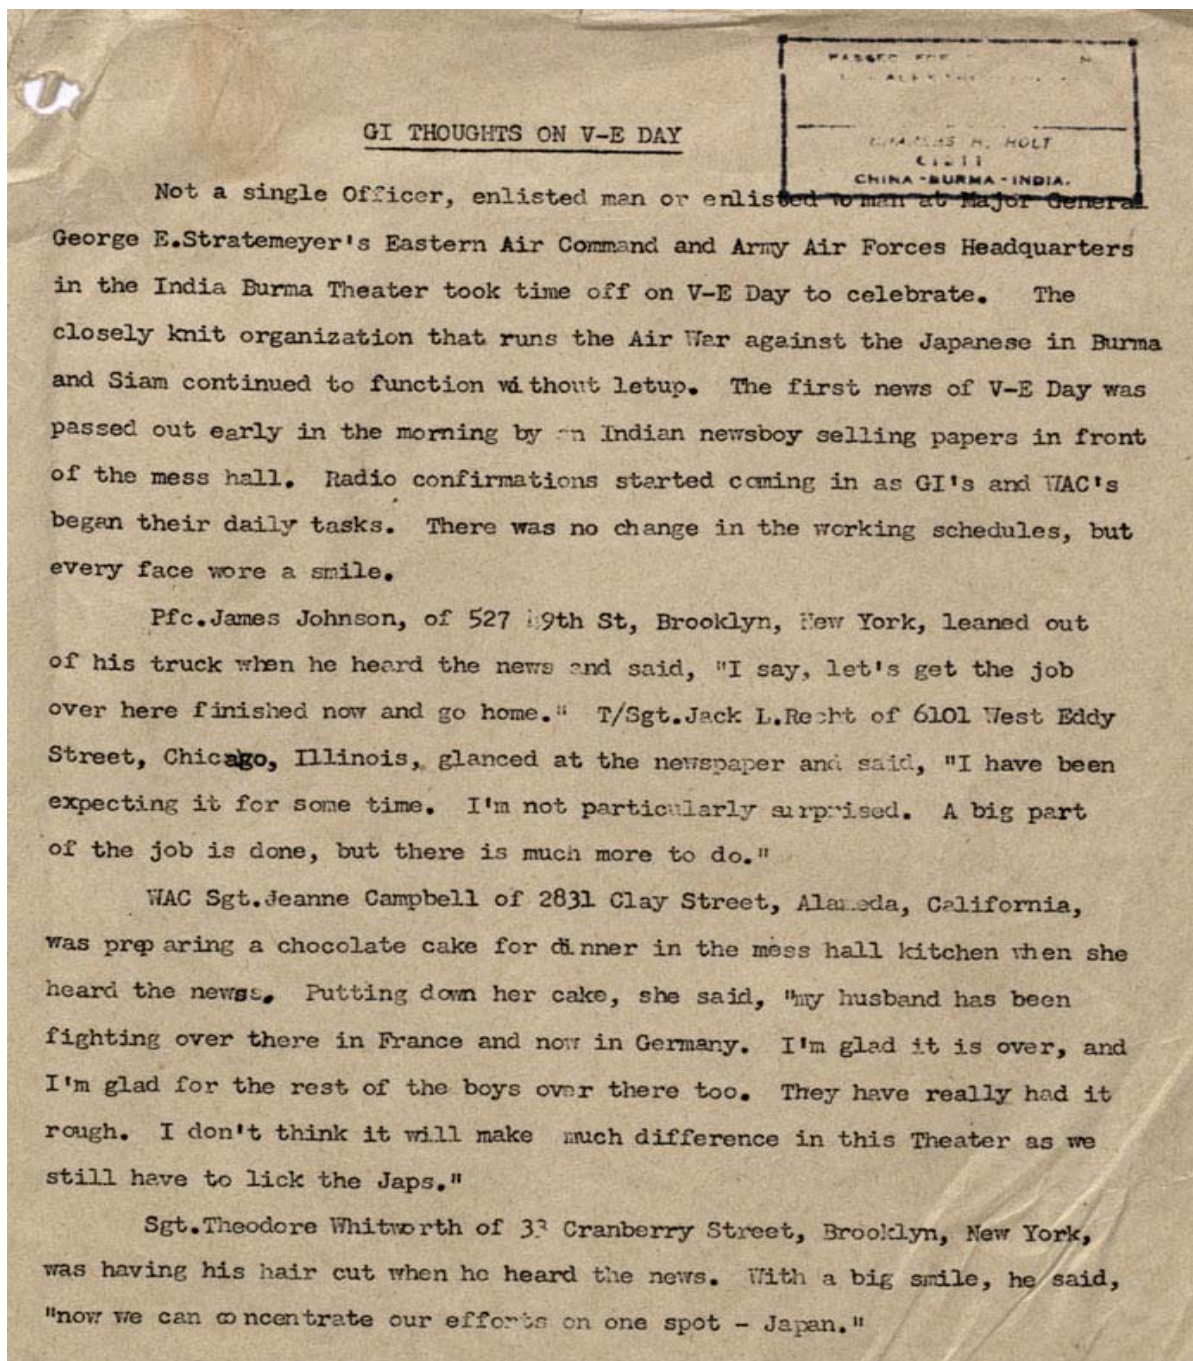 PASSED FOR
HOLT
CHINA-BURMA-INDIA.
GI THOUGHTS ON V-E DAY
Not a single Officer, enlisted man or enlisted woman at Major General
George E.Stratemeyer's Eastern Air Command and Army Air Forces Headquarters
in the India Burma Theater took time off on V-E Day to celebrate. The
closely knit organization that runs the Air War against the Japanese in Burma
and Siam continued to function without letup. The first news of V-E Day was
passed out early in the morning by an Indian newsboy selling papers in front
of the mess hall. Radio confirmations started coming in as GI's and WAC's
began their daily tasks. There was no change in the working schedules, but
every face wore a smile.
Pfc.James Johnson, of 527 St, Brooklyn, New York, leaned out
of his truck when he heard the news and said, "I say, let's get the job
over here finished now and go home." T/Sgt.Jack L.Recht of 6101 West Eddy
Street, Chicago, Illinois, glanced at the newspaper and said, "I have been
expecting it for some time. I'm not particularly surprised. A big part
of the job is done, but there is much more to do."
WAC Sgt.Jeanne Campbell of 2831 Clay Street, Alameda, California,
was preparing a chocolate cake for dinner in the mess hall kitchen when she
heard the newss. Putting down her cake, she said, "my husband has been
fighting over there in France and now in Germany. I'm glad it is over, and
I'm glad for the rest of the boys over there too. They have really had it
rough. I don't think it will make much difference in this Theater as we
still have to lick the Japs."
Sgt.Theodore Whitworth of Cranberry Street, Brooklyn, New York,
was having his hair cut when he heard the news. With a big smile, he said,
"now we can concentrate our efforts on one spot - Japan."